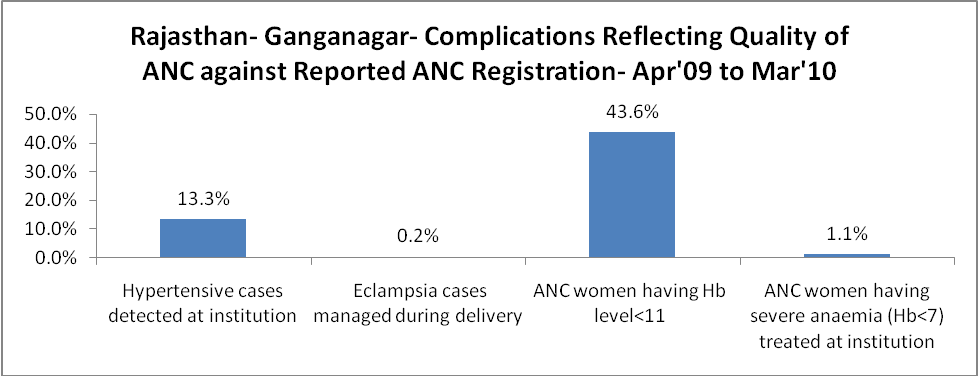 Rajasthan- Ganganagar- Complications Reflecting Quality of
ANC against Reported ANC Registration- Apr'09 to Mar'10
50.0%
40.0%
30.0%
20.0%
10.0%
0.0%
13.3%
0.2%
43.6%
1.1%
Hypertensive cases
detected at institution
Eclampsia cases
managed during delivery
ANC women having Hb
level<11
ANC women having
severe anaemia (Hb<7)
treated at institution